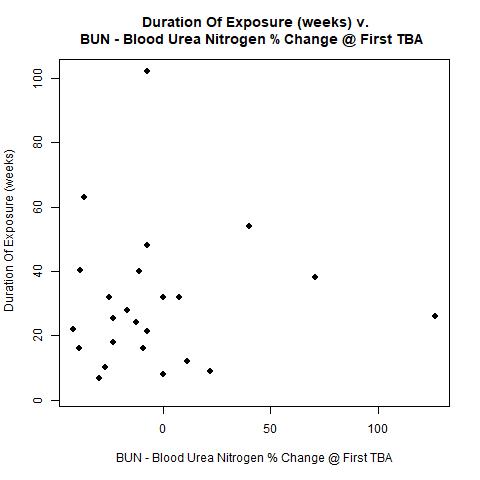 Duration Of Exposure (weeks) v.
BUN - Blood Urea Nitrogen % Change @ First TBA
Duration Of Exposure (weeks)
100
80
60
40
20
0
0 50 100
BUN - Blood Urea Nitrogen % Change @ First TBA